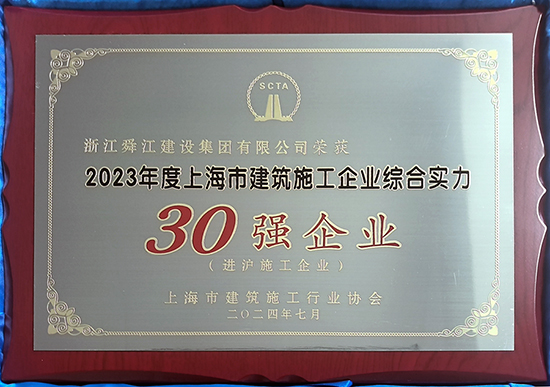 SCTA
浙江舜江建设集团有限公司荣获
2023年度上海市建筑施工企业综合实力
30强企业
（进沪施工企业）
上海市建筑施工行业协会
二〇二四年七月